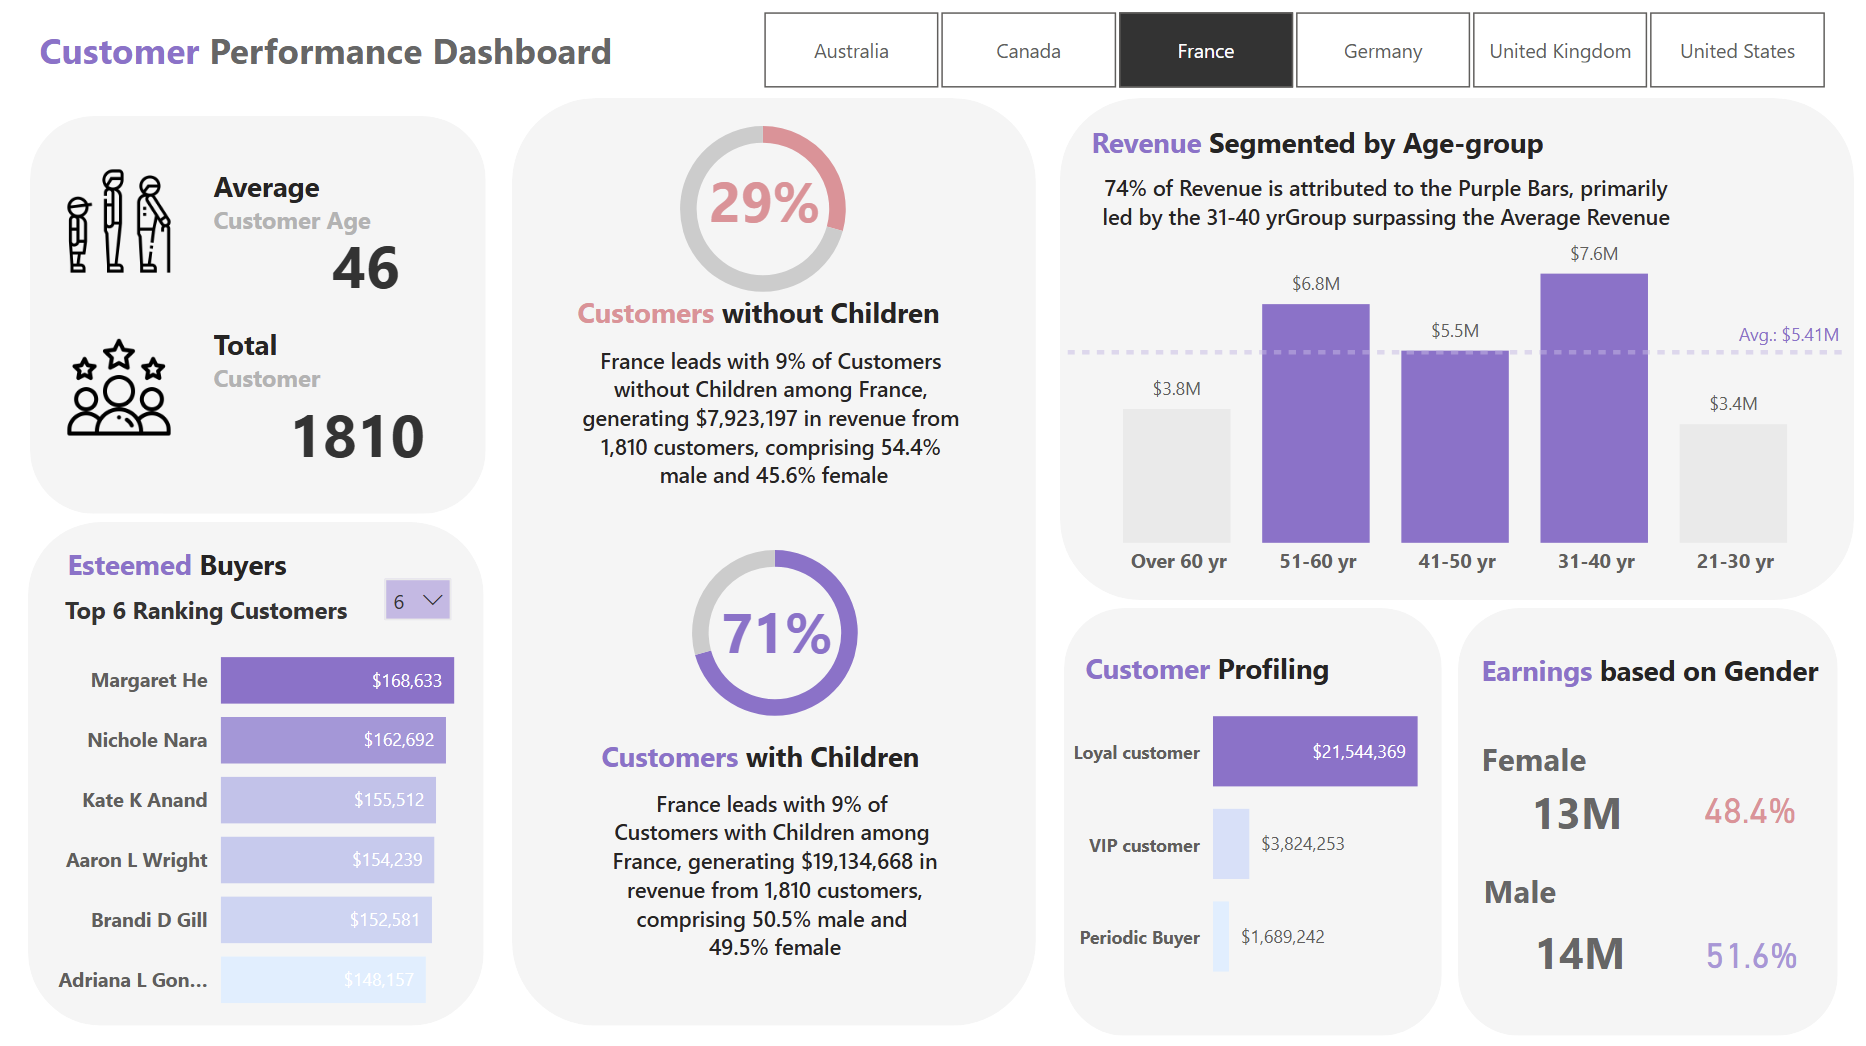 Customer Performance Dashboard
Australia
Canada
France
Germany
United Kingdom
United States
Average
Customer Age
46
Total
Customer
1810
Esteemed Buyers
Top 6 Ranking Customers
6
Margaret He
$168,633
Nichole Nara
$162,692
Kate K Anand
$155,512
Aaron L Wright
$154,239
Brandi D Gill
$152,581
Adriana L Gon...
$148,157
29%
Customers without Children
France leads with 9% of Customers
without Children among France,
generating $7,923,197 in revenue from
1,810 customers, comprising 54.4%
male and 45.6% female
71%
Customers with Children
France leads with 9% of
Customers with Children among
France, generating $19,134,668 in
revenue from 1,810 customers,
comprising 50.5% male and
49.5% female
Revenue Segmented by Age-group
74% of Revenue is attributed to the Purple Bars, primarily
led by the 31-40 yrGroup surpassing the Average Revenue
$3.8M
$6.8M
$5.5M
$7.6M
$3.4M
Avg.: $5.41M
Over 60 yr
51-60 yr
41-50 yr
31-40 yr
21-30 yr
Customer Profiling
Loyal customer
$21,544,369
VIP customer
$3,824,253
Periodic Buyer
$1,689,242
Earnings based on Gender
Female
13M
48.4%
Male
14M
51.6%